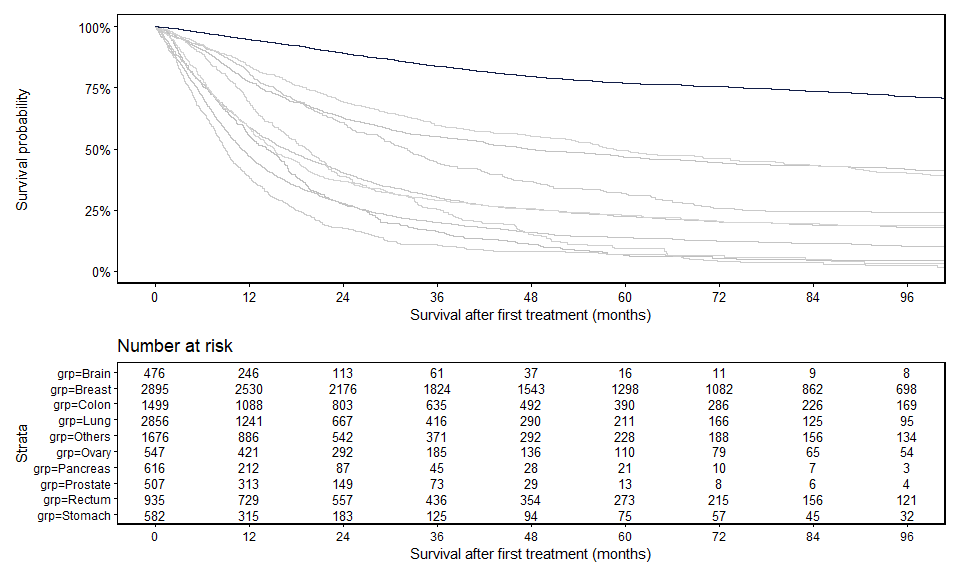 100%
75%
50%
25%
0%
Survival probability
0 12 24 36 48 60 72 84 96
Survival after first treatment (months)
Number at risk
Strata
grp=Brain 476 246 113 61 37 16 11 9 8
grp=Breast 2895 2530 2176 1824 1543 1298 1082 862 698
grp=Colon 1499 1088 803 635 492 390 286 226 169
grp=Lung 2856 1241 667 416 290 211 166 125 95
grp=Others 1676 886 542 371 292 228 188 156 134
grp=Ovary 547 421 292 185 136 110 79 65 54
grp=Pancreas 616 212 87 45 28 21 10 7 3
grp=Prostate 507 313 149 73 29 13 8 6 4
grp=Rectum 935 729 557 436 354 273 215 156 121
grp=Stomach 582 315 183 125 94 75 57 45 32
0 12 24 36 48 60 72 84 96
Survival after first treatment (months)